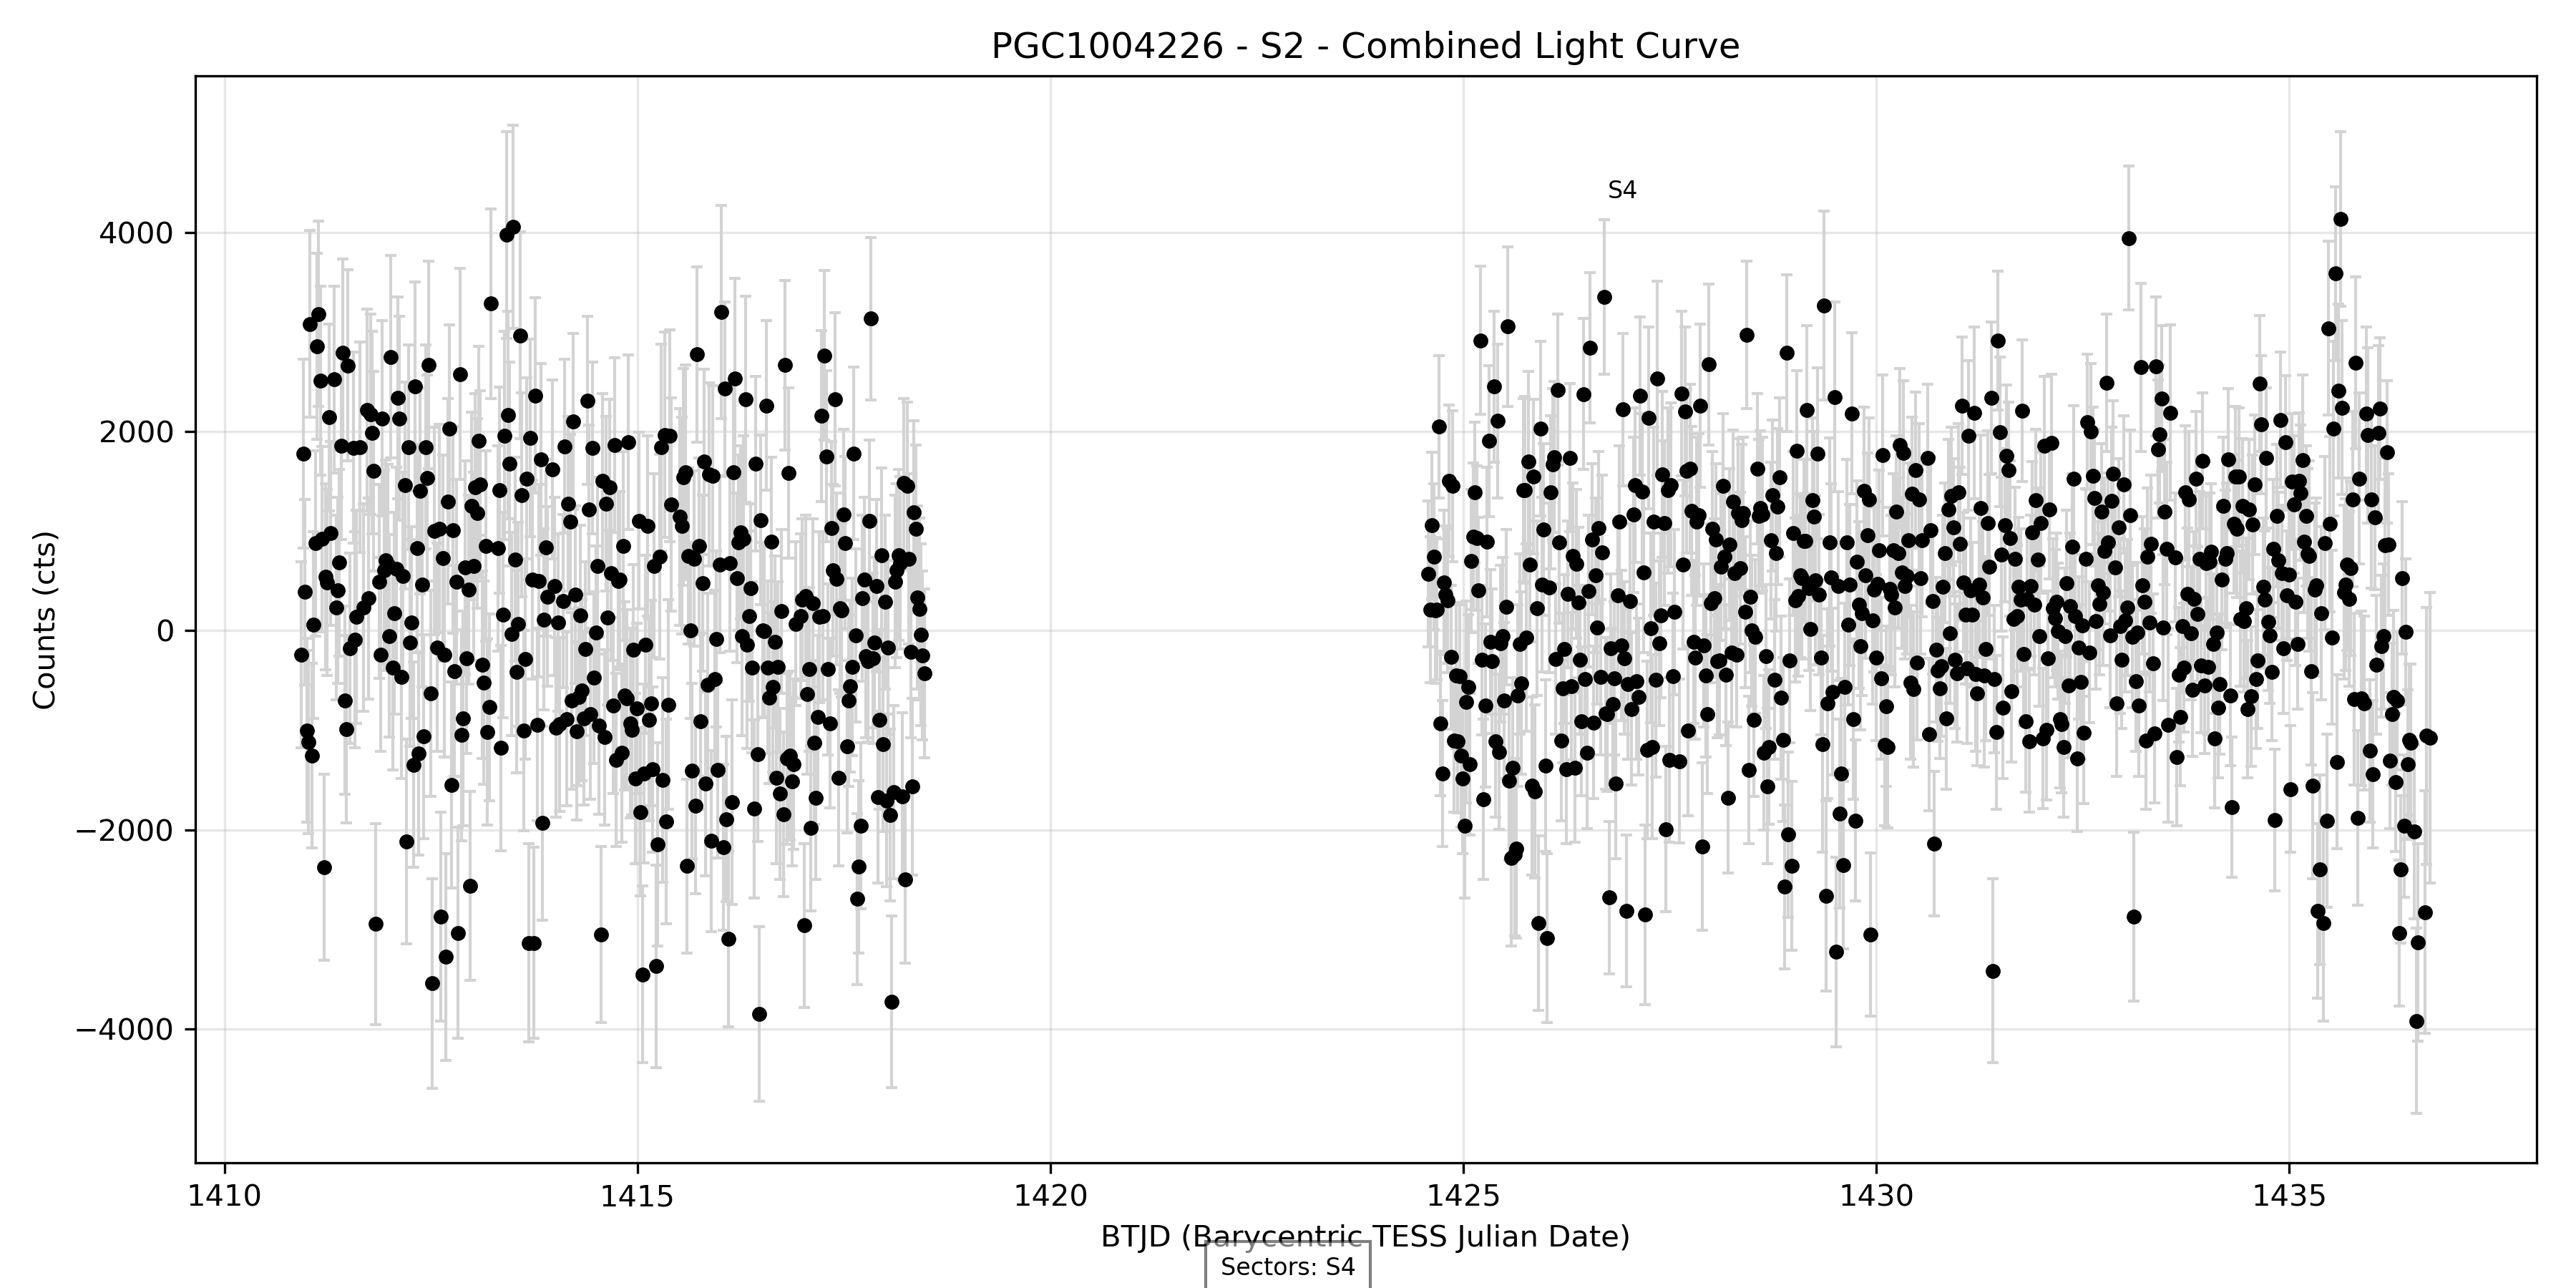 PGC1004226 - S2 - Combined Light Curve
S4
Counts (cts)
4000
2000
0
−2000
−4000
1410 1415 1420 1425 1430 1435
BTJD (Barycentric TESS Julian Date)
Sectors: S4